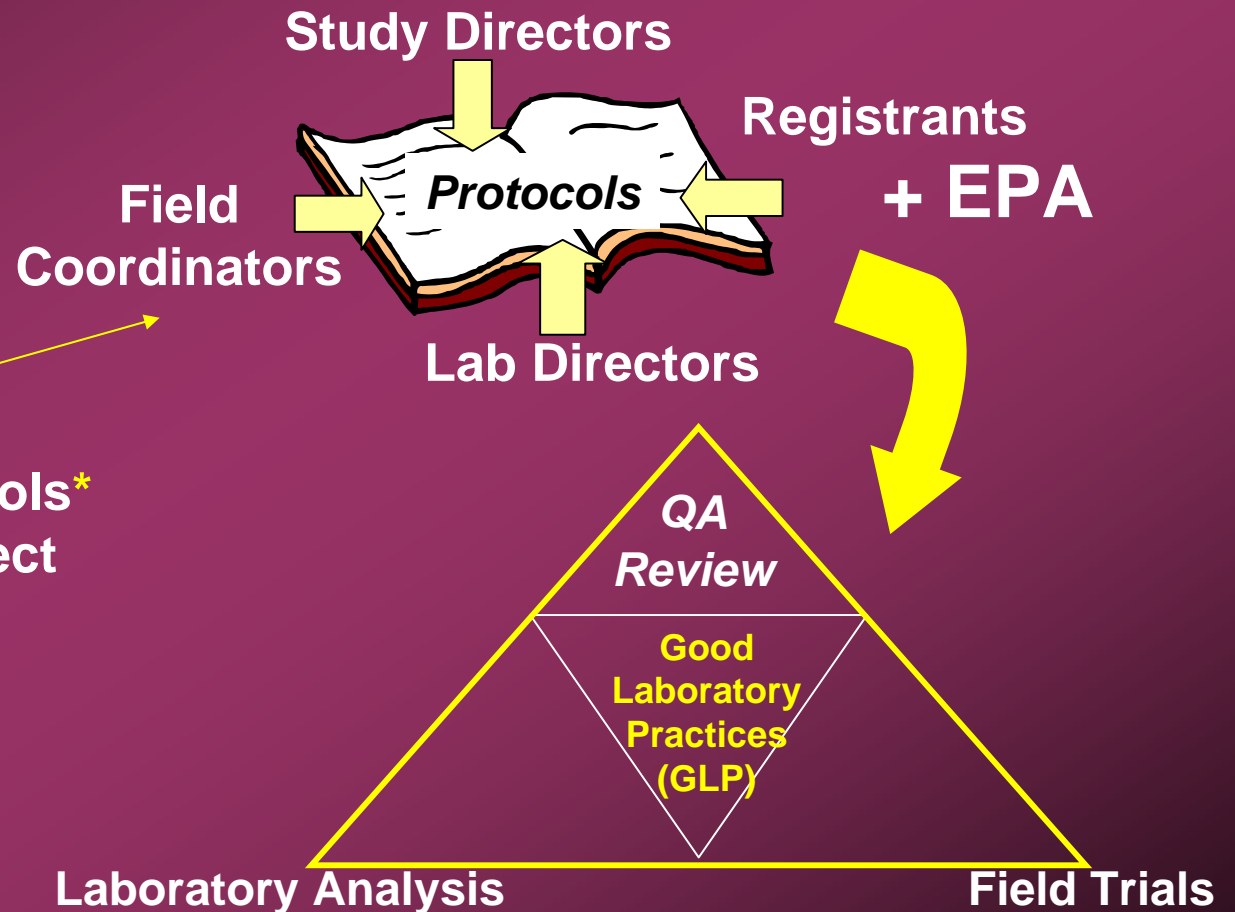 Study Directors
Registrants
+ EPA
Protocols
Field
Coordinators
Lab Directors
ols*
ect
QA
Review
Good
Laboratory
Practices
(GLP)
Laboratory Analysis
Field Trials